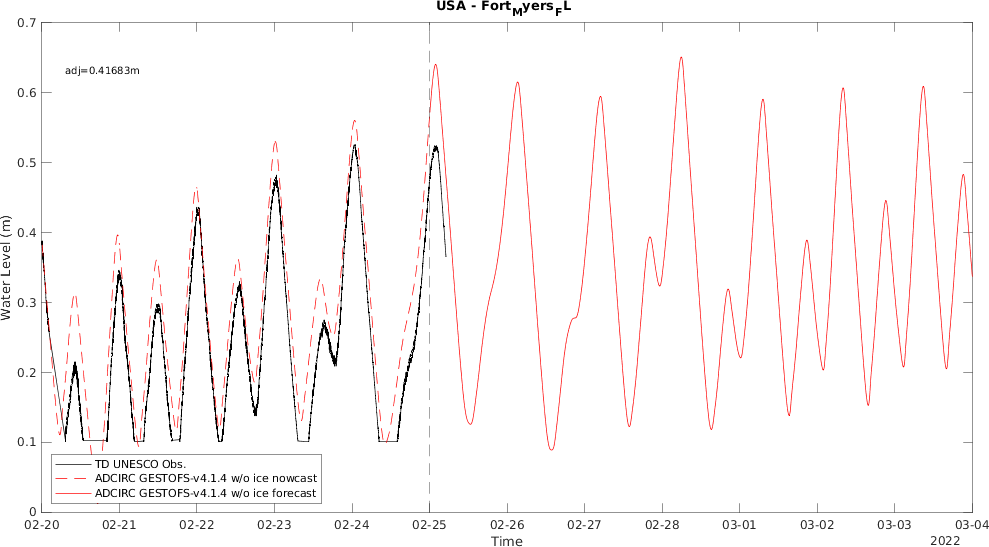 USA - Fort_Myers_FL
adj=0.41683m
0.7
0.6
0.5
0.4
0.3
0.2
0.1
0
Water Level (m)
TD UNESCO Obs.
ADCIRC GESTOFS-v4.1.4 w/o ice nowcast
ADCIRC GESTOFS-v4.1.4 w/o ice forecast
02-20 02-21 02-22 02-23 02-24 02-25 02-26 02-27 02-28 03-01 03-02 03-03 03-04
Time
2022